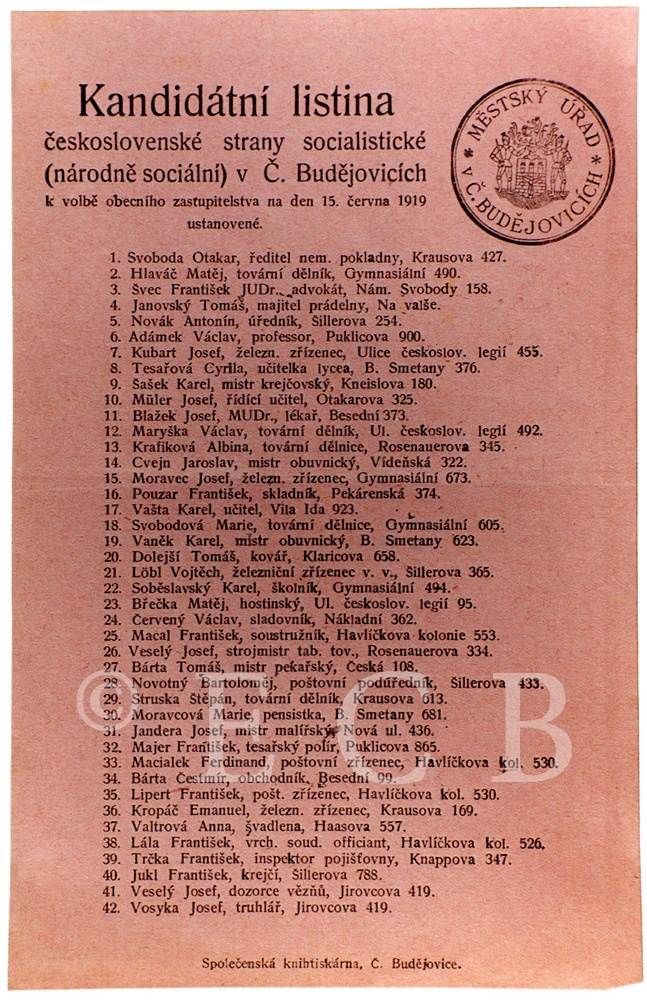 Kandidátní listina
československé strany socialistické
(národně sociální) v Č. Budějovicích
k volbě obecního zastupitelstva na den 15. června 1919
ustanovené.
* MĚSTSKÝ ÚŘAD *
V Č. BUDĚJOVICÍCH
1. Svoboda Otakar, ředitel nem. pokladny, Krausova 427.
2. Hlaváč Matěj, tovární dělník, Gymnasiální 490.
3. Švec František JUDr., advokát, Nám. Svobody 158.
4. Janovský Tomáš, majitel prádelny, Na valše.
5. Novák Antonín, úředník, Šillerova 254.
6. Adámek Václav, professor, Puklicova 900.
7. Kubart Josef, železn. zřízenec, Ulice českoslov. legií 455.
8. Tesařová Cyrila, učitelka lycea, B. Smetany 376.
9. Šašek Karel, mistr krejčovský, Kneislova 180.
10. Müler Josef, řídící učitel, Otakarova 325.
11. Blažek Josef, MUDr., lékař, Besední 373.
12. Maryška Václav, tovární dělník, Ul. českoslov. legií 492.
13. Krafiková Albina, tovární dělnice, Rosenauerova 345.
14. Cvejn Jaroslav, mistr obuvnický, Vídeňská 322.
15. Moravec Josef, železn. zřízenec, Gymnasiální 673.
16. Pouzar František, skladník, Pekárenská 374.
17. Vašta Karel, učitel, Vila Ida 923.
18. Svobodová Marie, tovární dělnice, Gymnasiální 605.
19. Vaněk Karel, mistr obuvnický, B. Smetany 623.
20. Dolejší Tomáš, kovář, Klaricova 658.
21. Löbl Vojtěch, železniční zřízenec v. v., Šillerova 365.
22. Soběslavský Karel, školník, Gymnasiální 494.
23. Břečka Matěj, hostinský, Ul. českoslov. legií 95.
24. Červený Václav, sladovník, Nákladní 362.
25. Macal František, soustružník, Havlíčkova kolonie 553.
26. Veselý Josef, strojmistr tab. tov., Rosenauerova 334.
27. Bárta Tomáš, mistr pekařský, Česká 108.
28. Novotný Bartoloměj, poštovní podúředník, Šillerova 433.
29. Struska Štěpán, tovární dělník, Krausova 613.
30. Moravcová Marie, pensistka, B. Smetany 681.
31. Jandera Josef, mistr malířský, Nová ul. 436.
32. Majer František, tesařský polír, Puklicova 865.
33. Macialek Ferdinand, poštovní zřízenec, Havlíčkova kol. 530.
34. Bárta Čestmír, obchodník, Besední 99.
35. Lipert František, pošt. zřízenec, Havlíčkova kol. 530.
36. Kropáč Emanuel, železn. zřízenec, Krausova 169.
37. Valtrová Anna, švadlena, Haasova 557.
38. Lála František, vrch. soud. officiant, Havlíčkova kol. 526.
39. Trčka František, inspektor pojišťovny, Knappova 347.
40. Jukl František, krejčí, Šillerova 788.
41. Veselý Josef, dozorce vězňů, Jirovcova 419.
42. Vosyka Josef, truhlář, Jirovcova 419.
© E C B
Společenská knihtiskárna, Č. Budějovice.